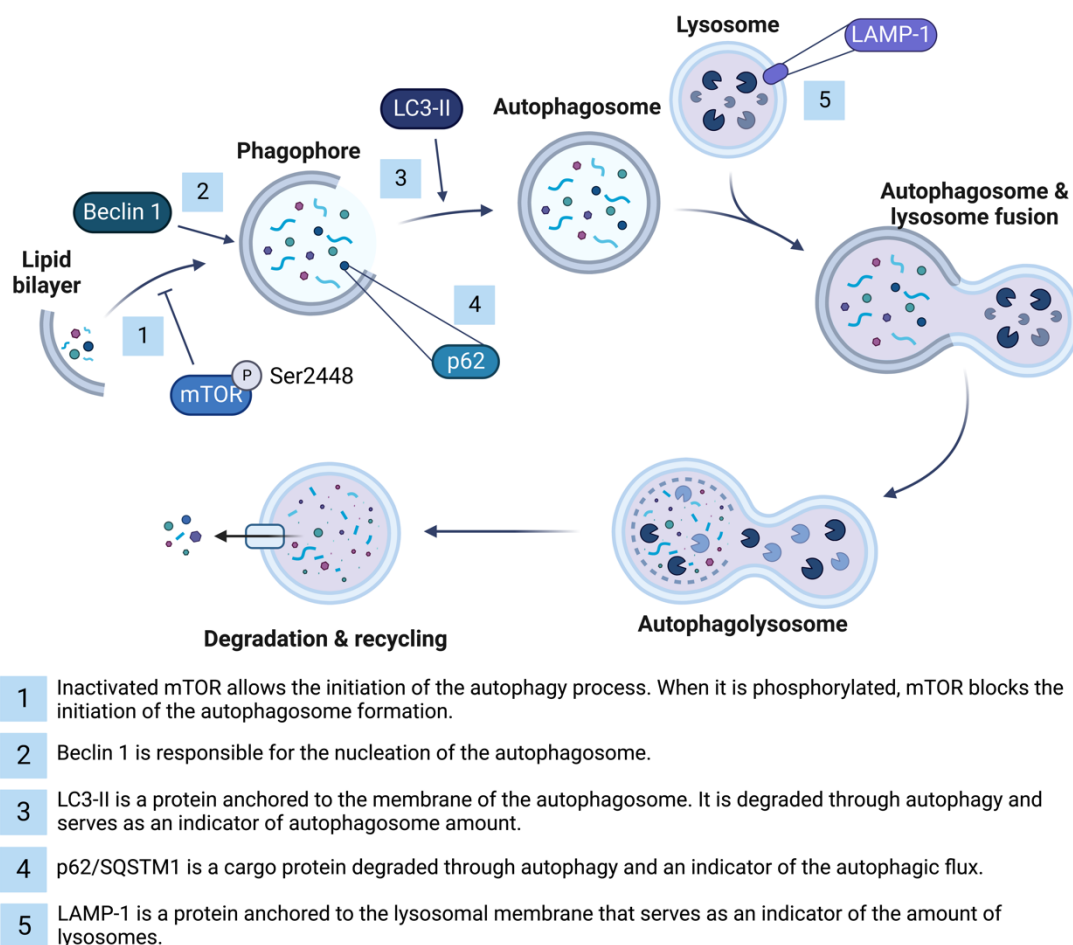 Lysosome
LAMP-1
5
LC3-II
Autophagosome
Phagophore
3
2
Beclin 1
Autophagosome &
lysosome fusion
Lipid
bilayer
4
1
p62
P
Ser2448
mTOR
Degradation & recycling
Autophagolysosome
1
Inactivated mTOR allows the initiation of the autophagy process. When it is phosphorylated, mTOR blocks the
initiation of the autophagosome formation.
2
Beclin 1 is responsible for the nucleation of the autophagosome.
3
LC3-II is a protein anchored to the membrane of the autophagosome. It is degraded through autophagy and
serves as an indicator of autophagosome amount.
4
p62/SQSTM1 is a cargo protein degraded through autophagy and an indicator of the autophagic flux.
5
LAMP-1 is a protein anchored to the lysosomal membrane that serves as an indicator of the amount of
lysosomes.